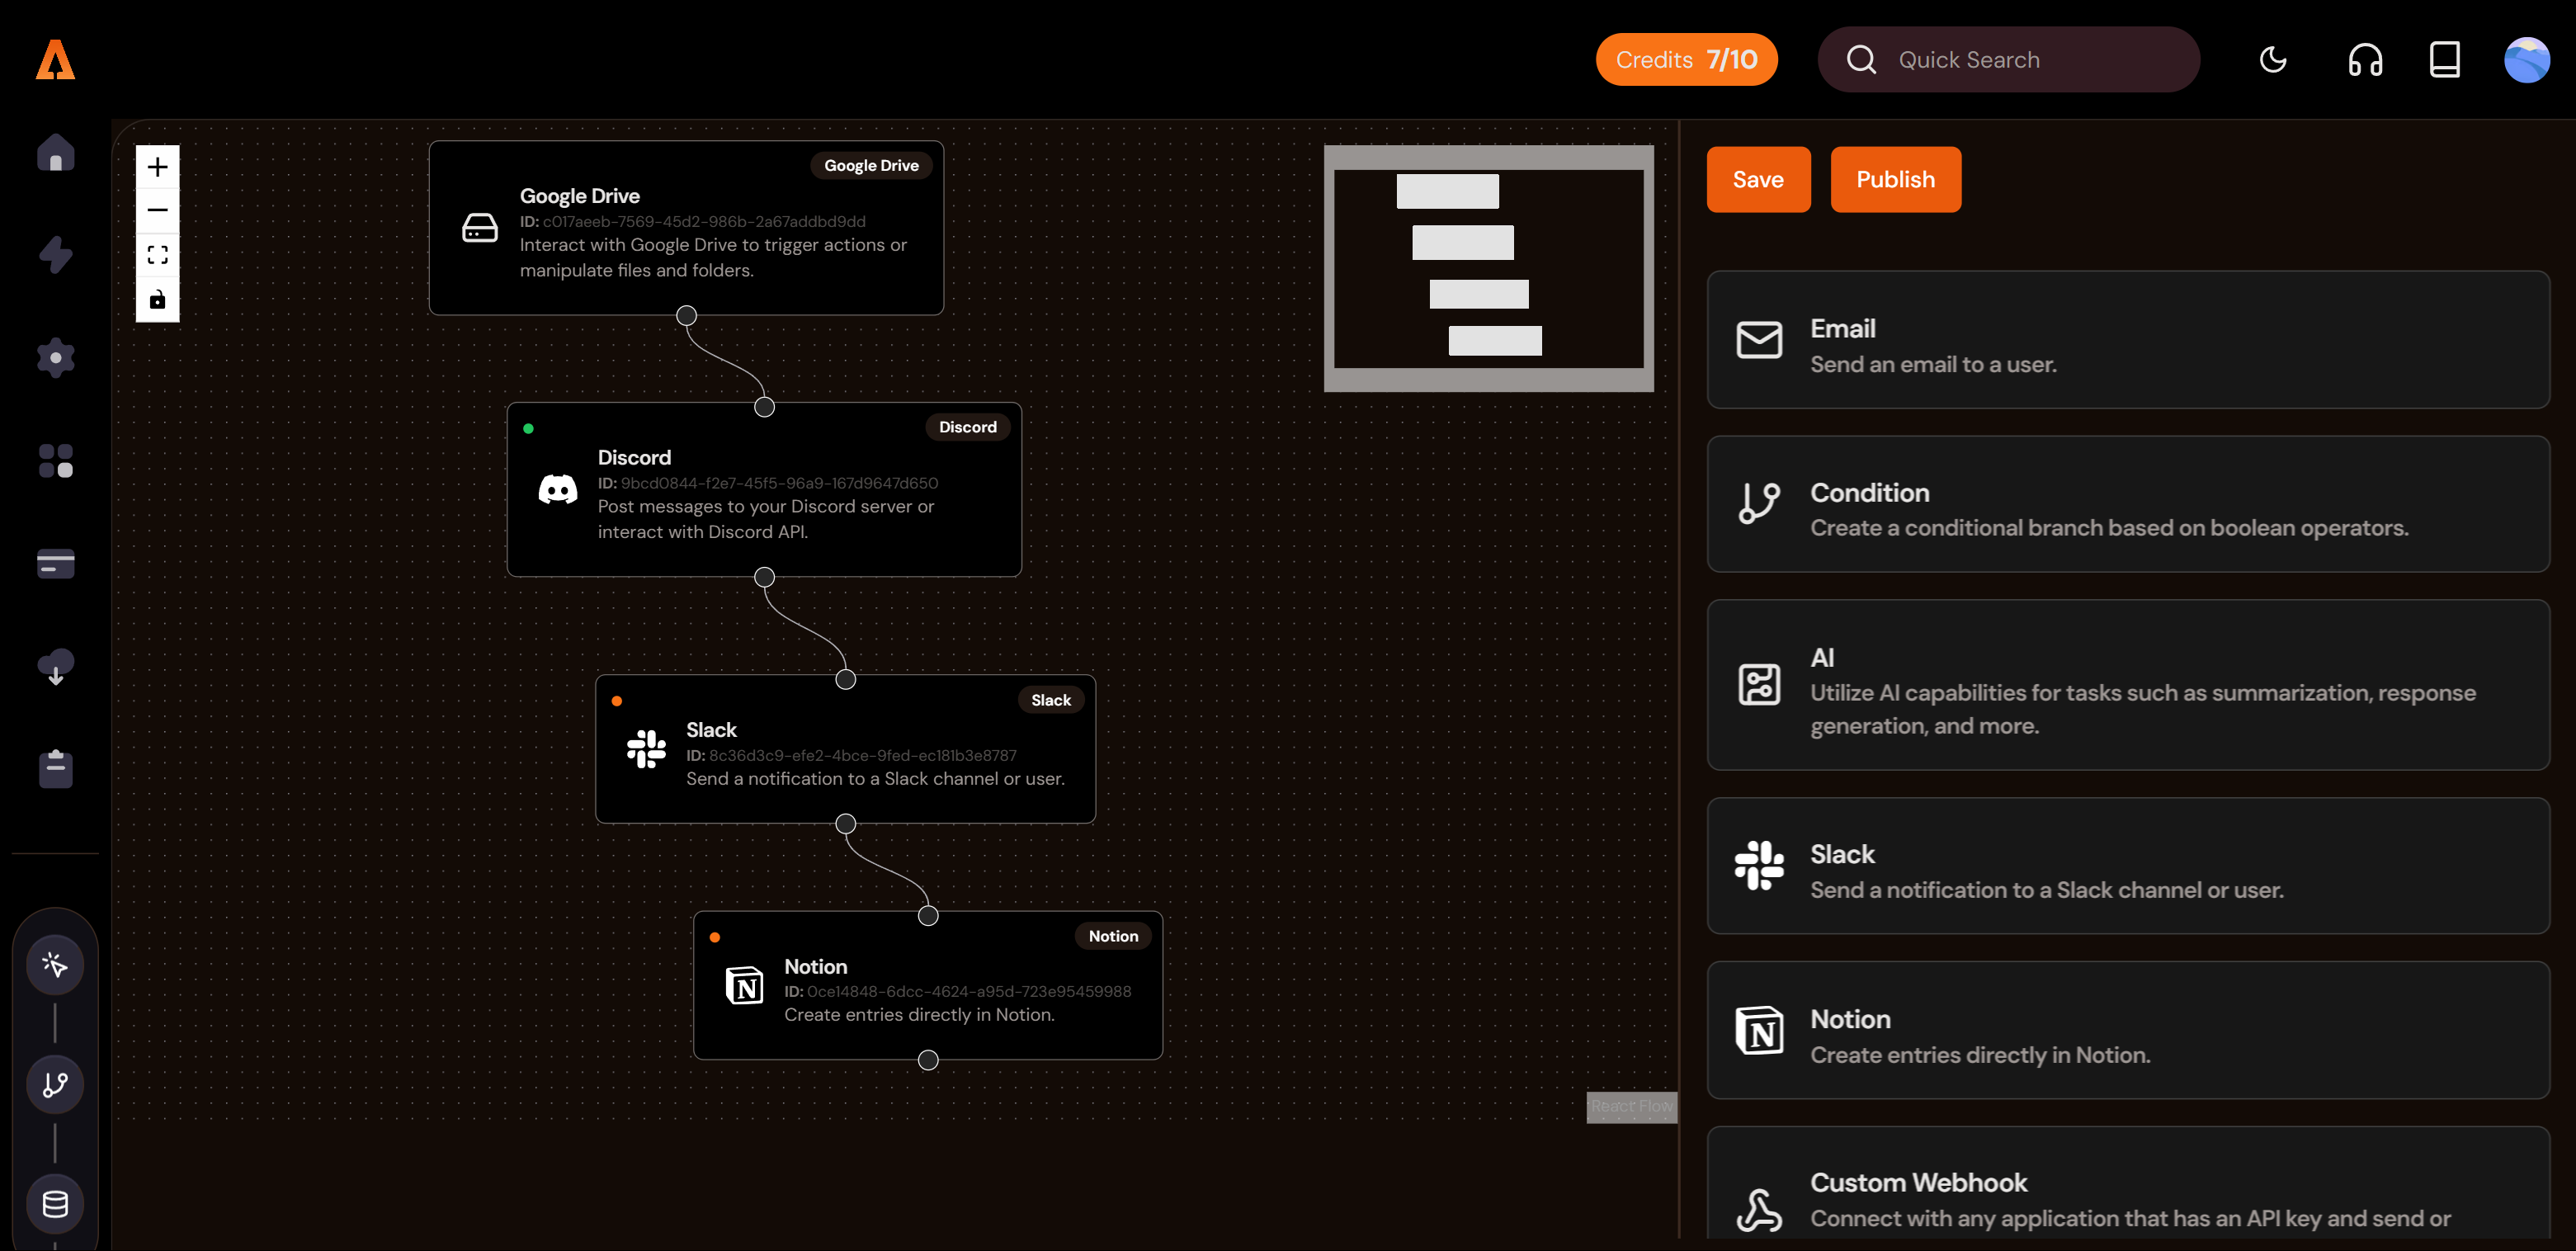 Credits 7/10
Quick Search
Google Drive
Google Drive
ID: c017aeeb-7569-45d2-986b-2a67addbd9dd
Interact with Google Drive to trigger actions or
manipulate files and folders.
Discord
Discord
ID: 9bcd0844-f2e7-45f5-96a9-167d9647d650
Post messages to your Discord server or
interact with Discord API.
Slack
Slack
ID: 8c36d3c9-efe2-4bce-9fed-ec181b3e8787
Send a notification to a Slack channel or user.
Notion
Notion
ID: 0ce14848-6dcc-4624-a95d-723e95459988
Create entries directly in Notion.
React Flow
Save
Publish
Email
Send an email to a user.
Condition
Create a conditional branch based on boolean operators.
AI
Utilize AI capabilities for tasks such as summarization, response
generation, and more.
Slack
Send a notification to a Slack channel or user.
Notion
Create entries directly in Notion.
Custom Webhook
Connect with any application that has an API key and send or